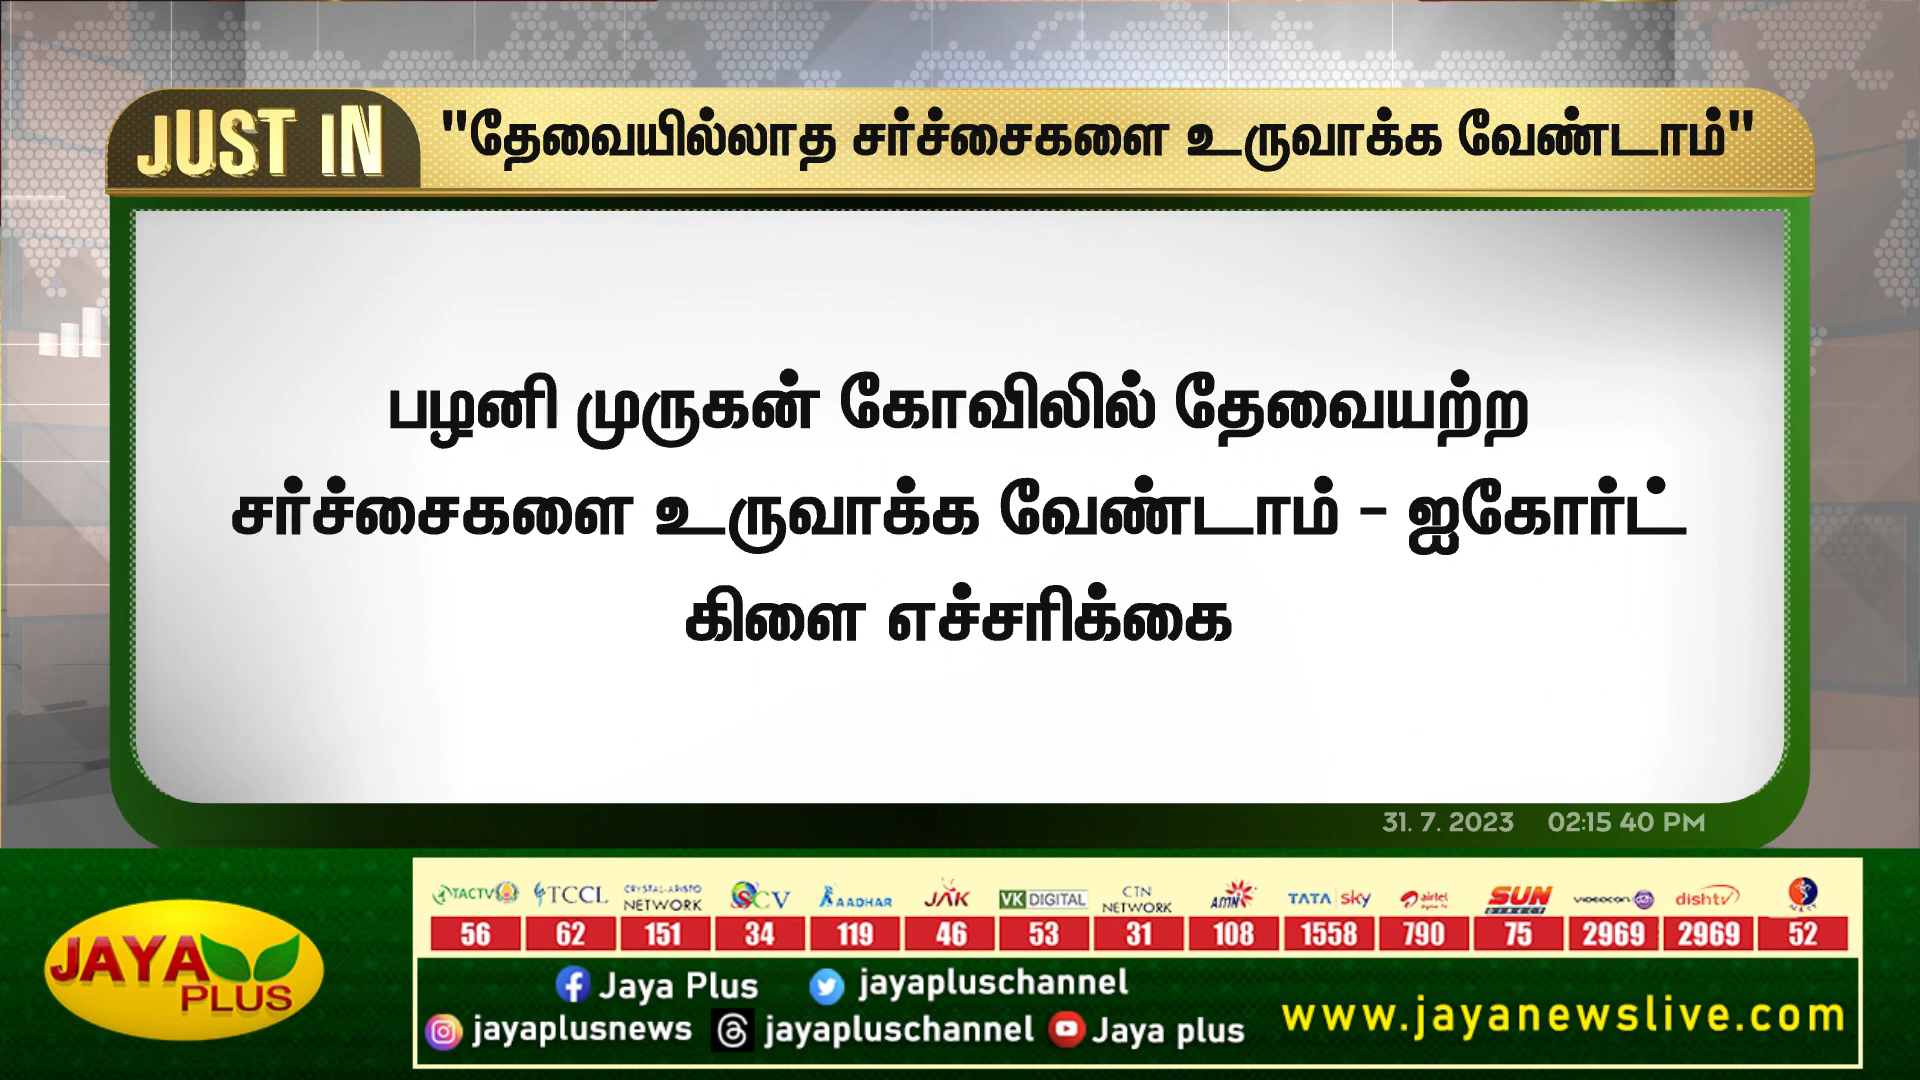 JUST IN
"தேவையில்லாத சர்ச்சைகளை உருவாக்க வேண்டாம்"
பழனி முருகன் கோவிலில் தேவையற்ற
சர்ச்சைகளை உருவாக்க வேண்டாம் - ஐகோர்ட்
கிளை எச்சரிக்கை
31. 7. 2023 02:15 40 PM
JAYA PLUS
TACTV TCCL CRYSTAL-ARISTO NETWORK SCV AADHAR JAK VK DIGITAL CTN NETWORK AMN TATA sky airtel SUN DIRECT VIDEOCON d2h dishtv
56 62 151 34 119 46 53 31 108 1558 790 75 2969 2969 52
Jaya Plus jayapluschannel
jayaplusnews jayapluschannel Jaya plus
www.jayanewslive.com